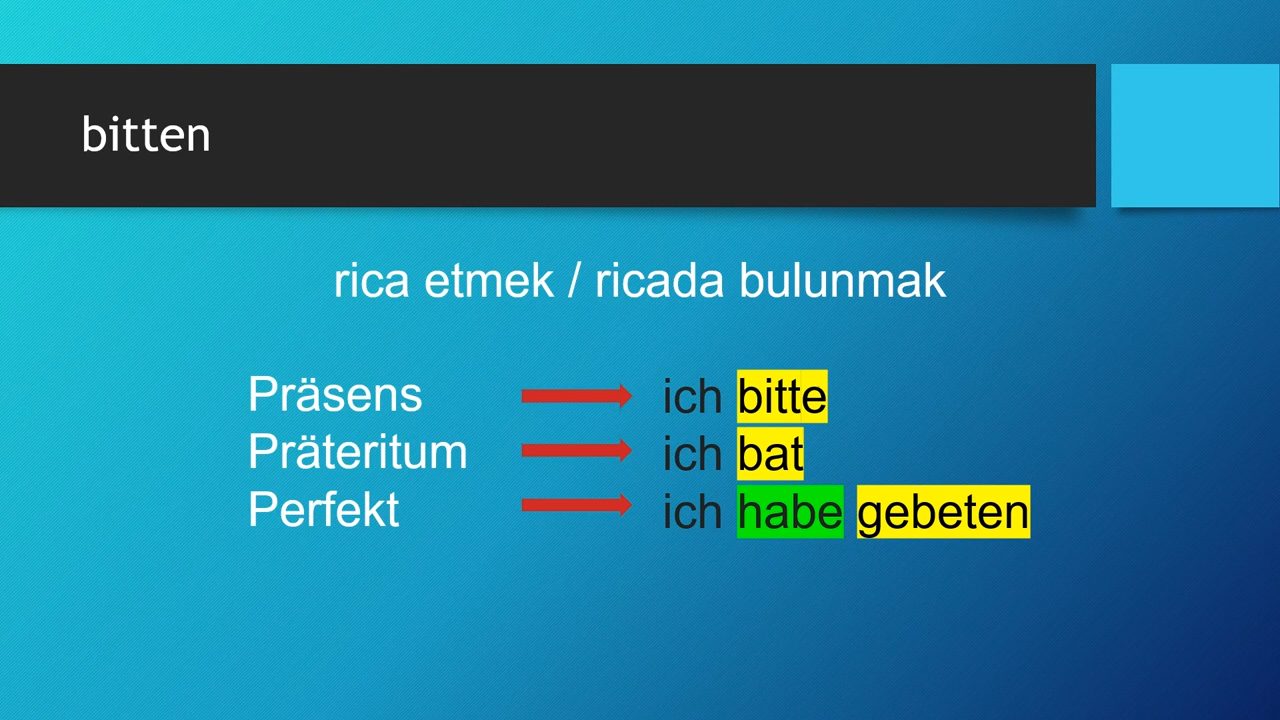 bitten
rica etmek / ricada bulunmak
Präsens ich bitte
Präteritum ich bat
Perfekt ich habe gebeten